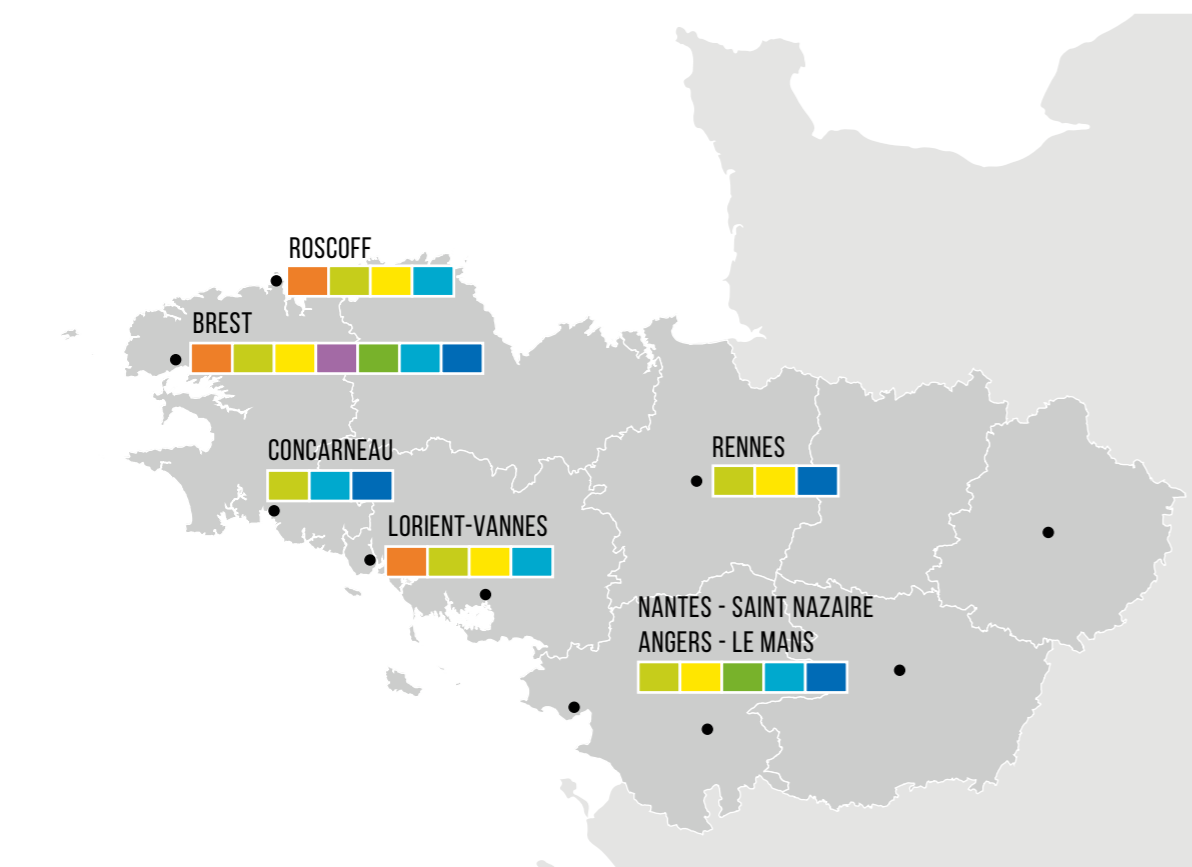 ROSCOFF
BREST
CONCARNEAU
RENNES
LORIENT-VANNES
NANTES - SAINT NAZAIRE
ANGERS - LE MANS